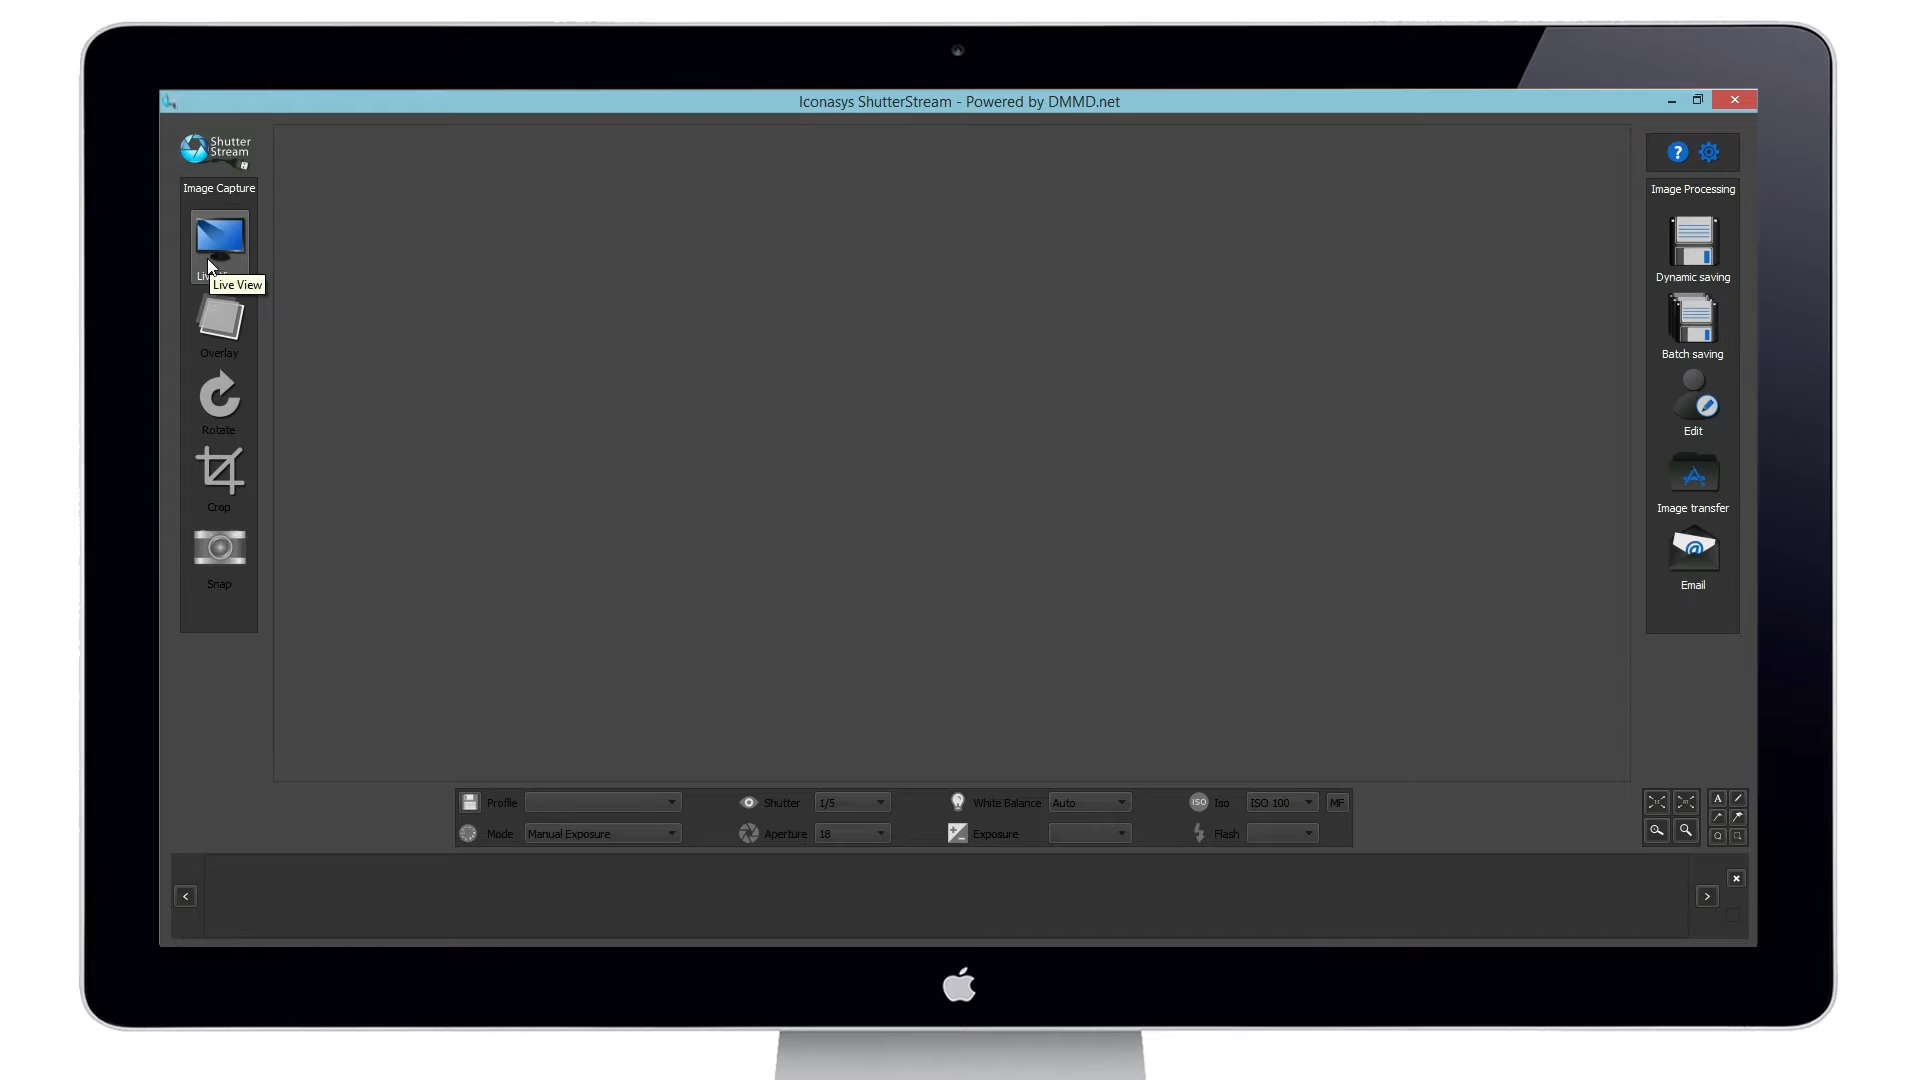 Iconasys ShutterStream - Powered by DMMD.net
Shutter
Stream
Image Capture
Live View
Overlay
Rotate
Crop
Snap
?
Image Processing
Dynamic saving
Batch saving
Edit
Image transfer
@
Email
Profile
Shutter 1/5
White Balance Auto
ISO Iso ISO 100 MF
Mode Manual Exposure
Aperture 18
Exposure
Flash
A
<
>